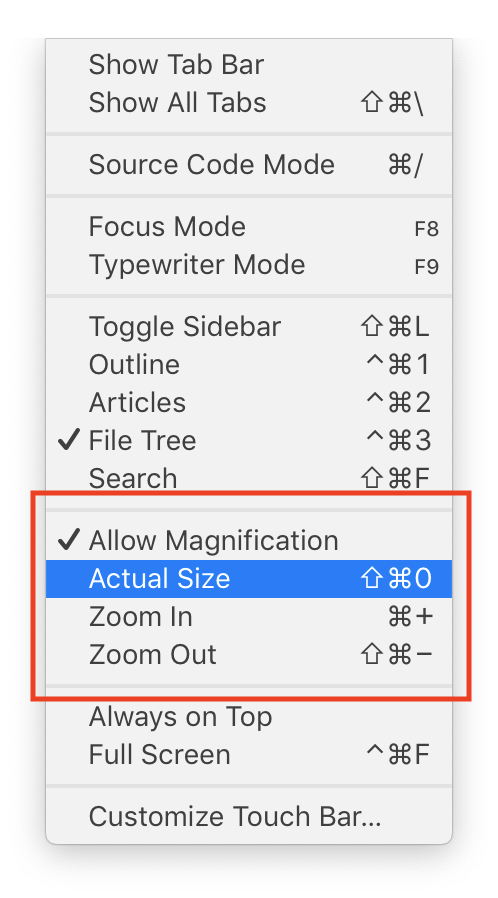 Show Tab Bar
Show All Tabs ⇧⌘\
Source Code Mode ⌘/
Focus Mode F8
Typewriter Mode F9
Toggle Sidebar ⇧⌘L
Outline ^⌘1
Articles ^⌘2
✓ File Tree ^⌘3
Search ⇧⌘F
✓ Allow Magnification
Actual Size ⇧⌘0
Zoom In ⌘+
Zoom Out ⇧⌘−
Always on Top
Full Screen ^⌘F
Customize Touch Bar...